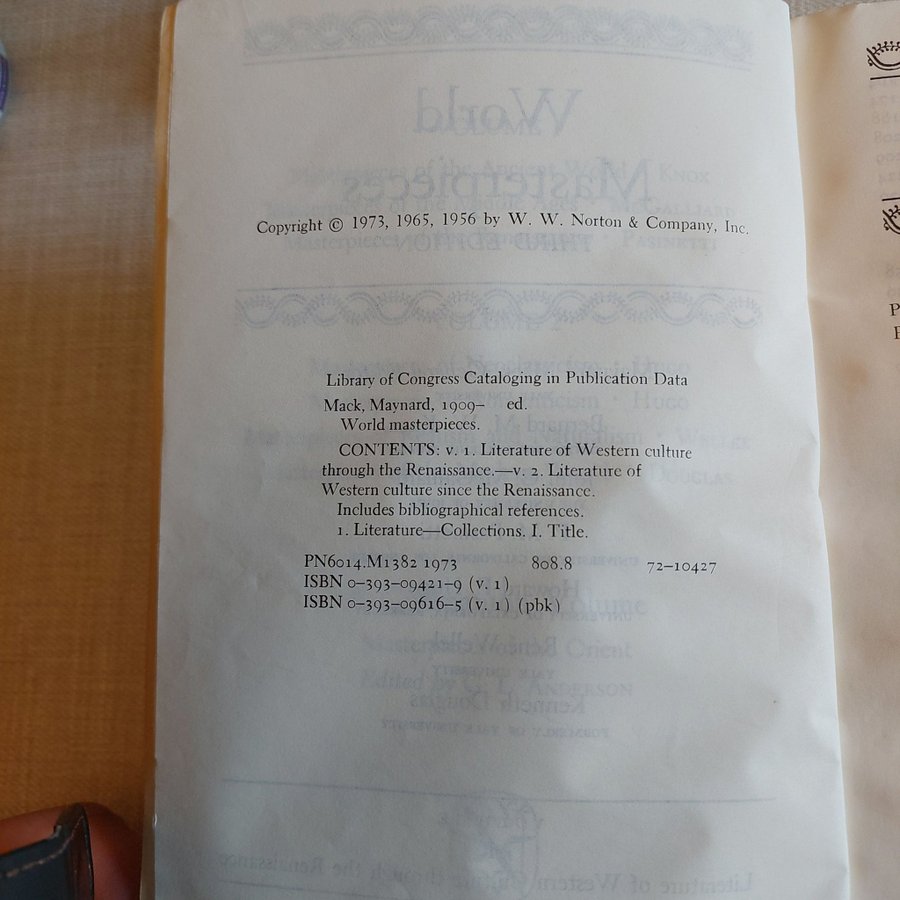 Copyright © 1973, 1965, 1956 by W. W. Norton & Company, Inc.
Library of Congress Cataloging in Publication Data
Mack, Maynard, 1909– ed.
World masterpieces.
CONTENTS: v. 1. Literature of Western culture
through the Renaissance.—v. 2. Literature of
Western culture since the Renaissance.
Includes bibliographical references.
1. Literature—Collections. I. Title.
PN6014.M1382 1973 808.8 72–10427
ISBN 0–393–09421–9 (v. 1)
ISBN 0–393–09616–5 (v. 1) (pbk)